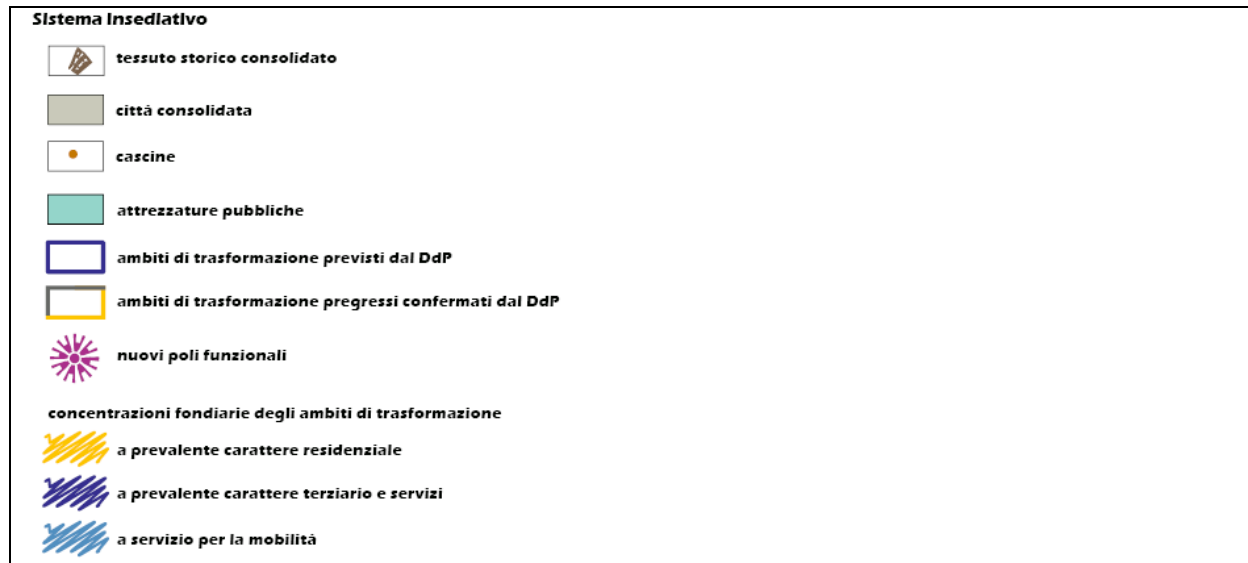 Sistema insediativo
tessuto storico consolidato
città consolidata
cascine
attrezzature pubbliche
ambiti di trasformazione previsti dal DdP
ambiti di trasformazione pregressi confermati dal DdP
nuovi poli funzionali
concentrazioni fondiarie degli ambiti di trasformazione
a prevalente carattere residenziale
a prevalente carattere terziario e servizi
a servizio per la mobilità